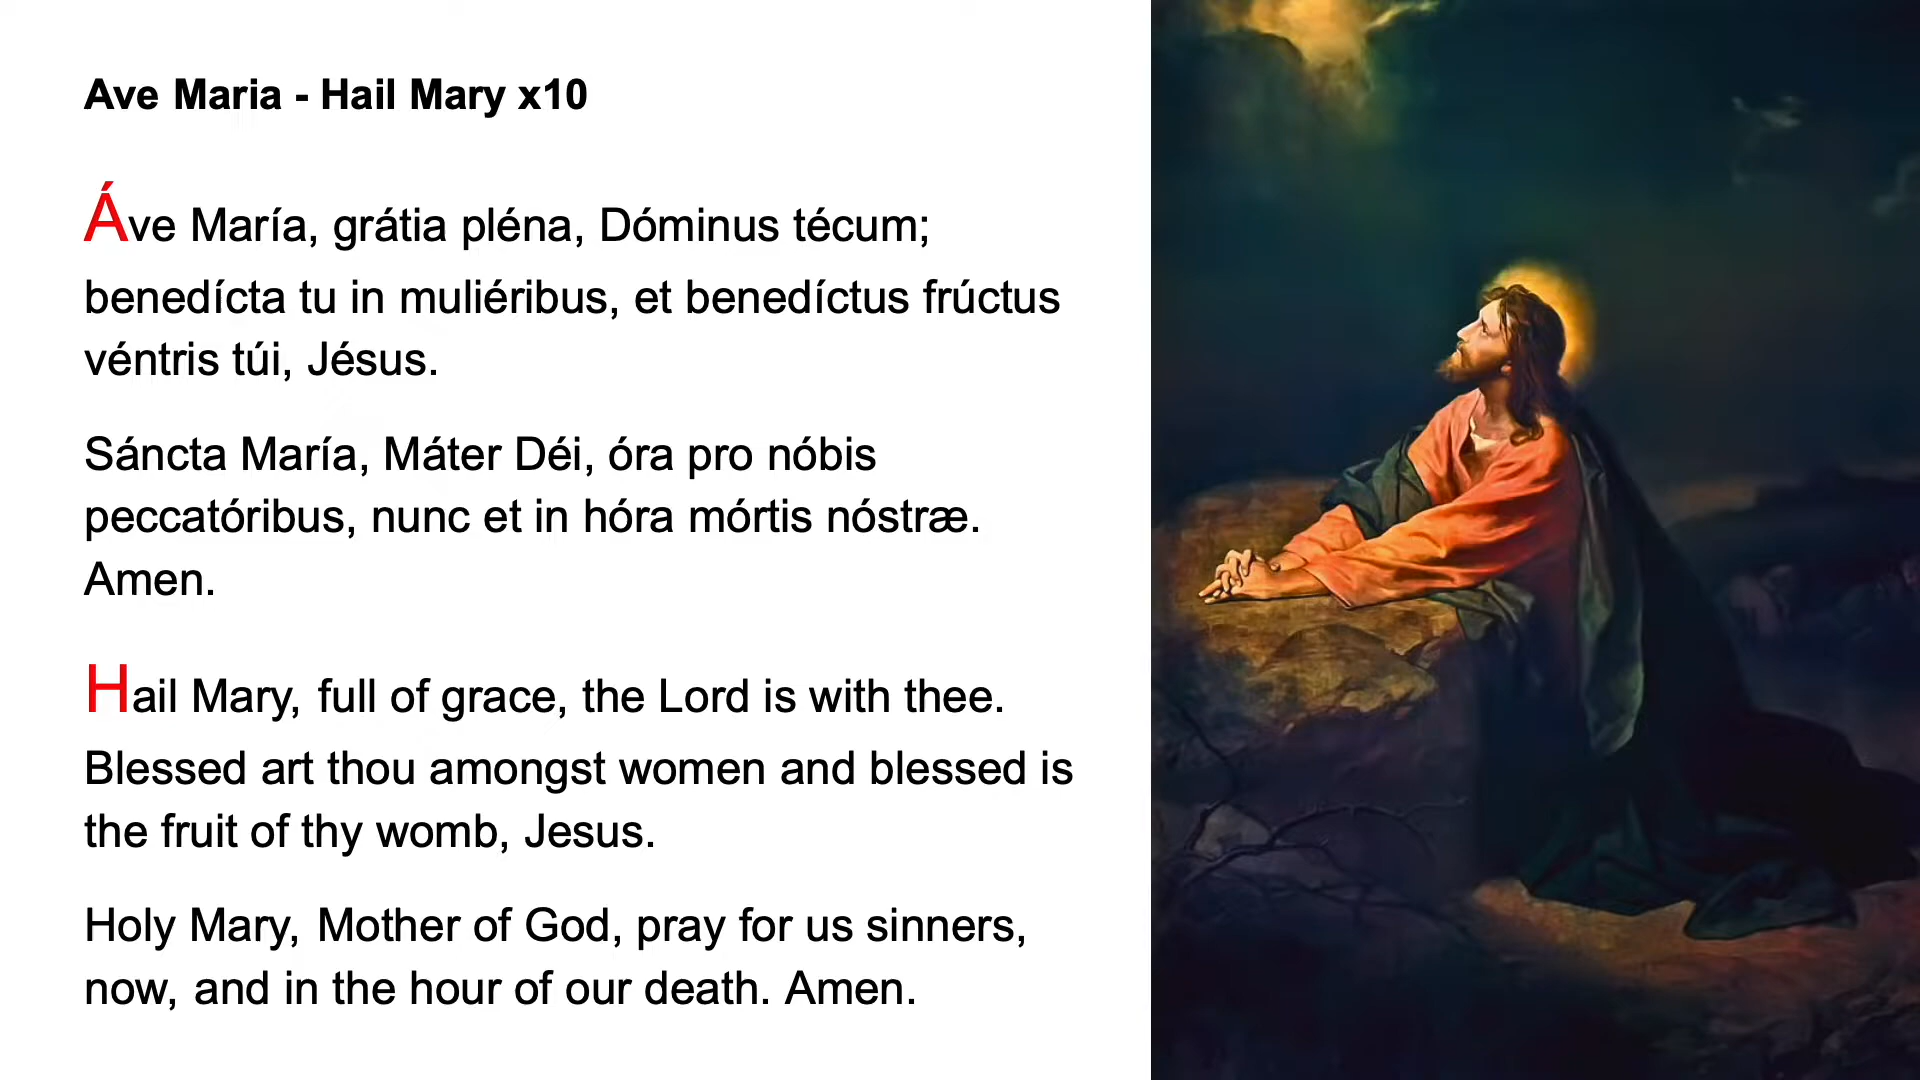 Ave Maria - Hail Mary x10
Áve María, grátia pléna, Dóminus técum;
benedícta tu in muliéribus, et benedíctus frúctus
véntris túi, Jésus.
Sáncta María, Máter Déi, óra pro nóbis
peccatóribus, nunc et in hóra mórtis nóstræ.
Amen.
Hail Mary, full of grace, the Lord is with thee.
Blessed art thou amongst women and blessed is
the fruit of thy womb, Jesus.
Holy Mary, Mother of God, pray for us sinners,
now, and in the hour of our death. Amen.